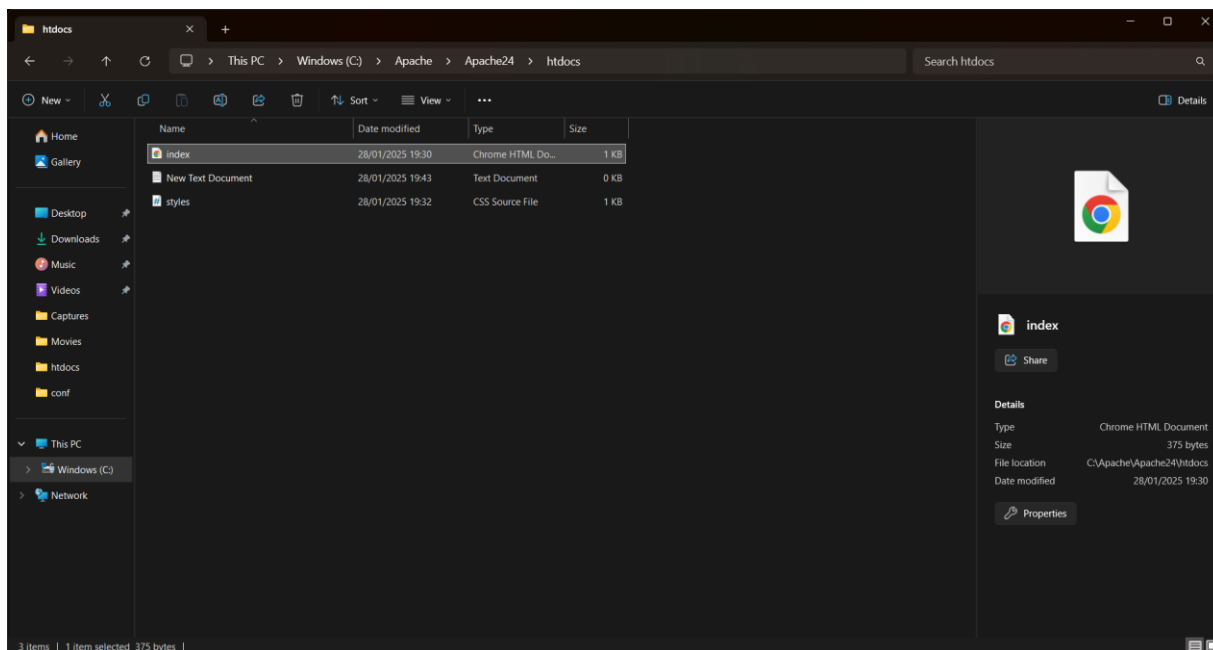 htdocs
This PC > Windows (C:) > Apache > Apache24 > htdocs
Search htdocs
New
Sort
View
Details
Home
Gallery
Desktop
Downloads
Music
Videos
Captures
Movies
htdocs
conf
This PC
Windows (C:)
Network
Name Date modified Type Size
index 28/01/2025 19:30 Chrome HTML Do... 1 KB
New Text Document 28/01/2025 19:43 Text Document 0 KB
styles 28/01/2025 19:32 CSS Source File 1 KB
index
Share
Details
Type Chrome HTML Document
Size 375 bytes
File location C:\Apache\Apache24\htdocs
Date modified 28/01/2025 19:30
Properties
3 items | 1 item selected 375 bytes |